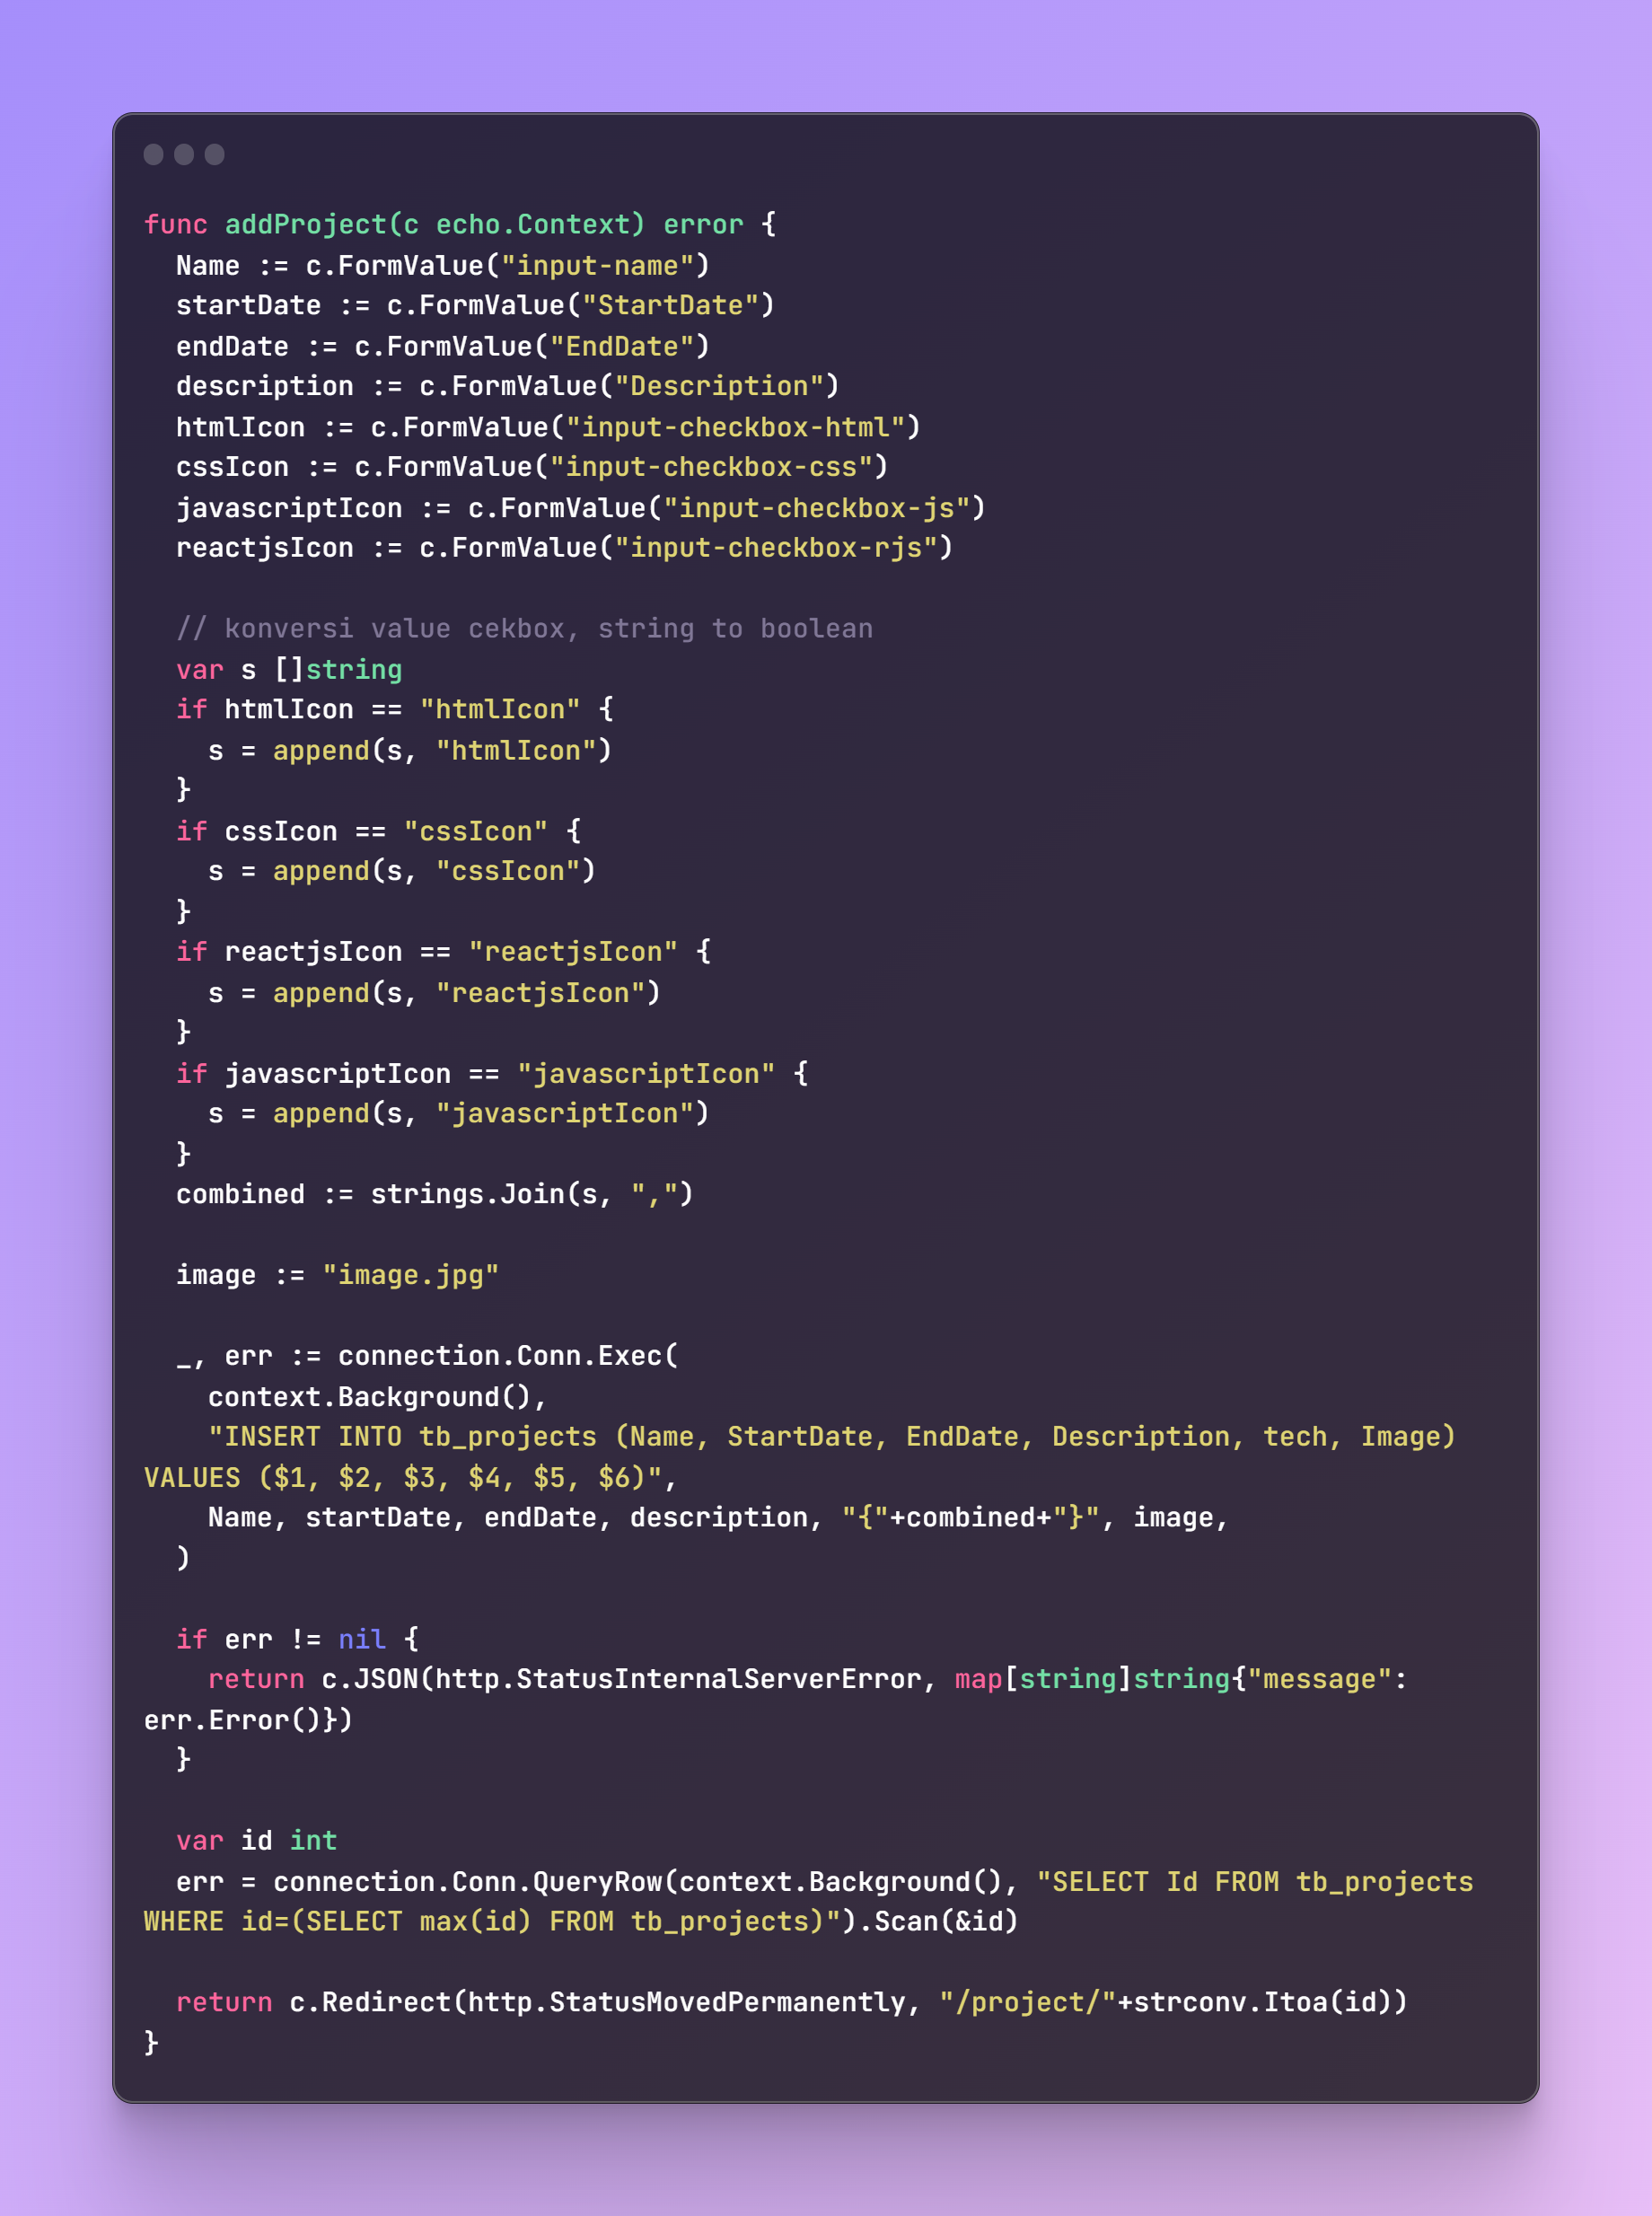 func addProject(c echo.Context) error {
  Name := c.FormValue("input-name")
  startDate := c.FormValue("StartDate")
  endDate := c.FormValue("EndDate")
  description := c.FormValue("Description")
  htmlIcon := c.FormValue("input-checkbox-html")
  cssIcon := c.FormValue("input-checkbox-css")
  javascriptIcon := c.FormValue("input-checkbox-js")
  reactjsIcon := c.FormValue("input-checkbox-rjs")

  // konversi value cekbox, string to boolean
  var s []string
  if htmlIcon == "htmlIcon" {
    s = append(s, "htmlIcon")
  }
  if cssIcon == "cssIcon" {
    s = append(s, "cssIcon")
  }
  if reactjsIcon == "reactjsIcon" {
    s = append(s, "reactjsIcon")
  }
  if javascriptIcon == "javascriptIcon" {
    s = append(s, "javascriptIcon")
  }
  combined := strings.Join(s, ",")

  image := "image.jpg"

  _, err := connection.Conn.Exec(
    context.Background(),
    "INSERT INTO tb_projects (Name, StartDate, EndDate, Description, tech, Image)
VALUES ($1, $2, $3, $4, $5, $6)",
    Name, startDate, endDate, description, "{"+combined+"}", image,
  )

  if err != nil {
    return c.JSON(http.StatusInternalServerError, map[string]string{"message":
err.Error()})
  }

  var id int
  err = connection.Conn.QueryRow(context.Background(), "SELECT Id FROM tb_projects
WHERE id=(SELECT max(id) FROM tb_projects)").Scan(&id)

  return c.Redirect(http.StatusMovedPermanently, "/project/"+strconv.Itoa(id))
}